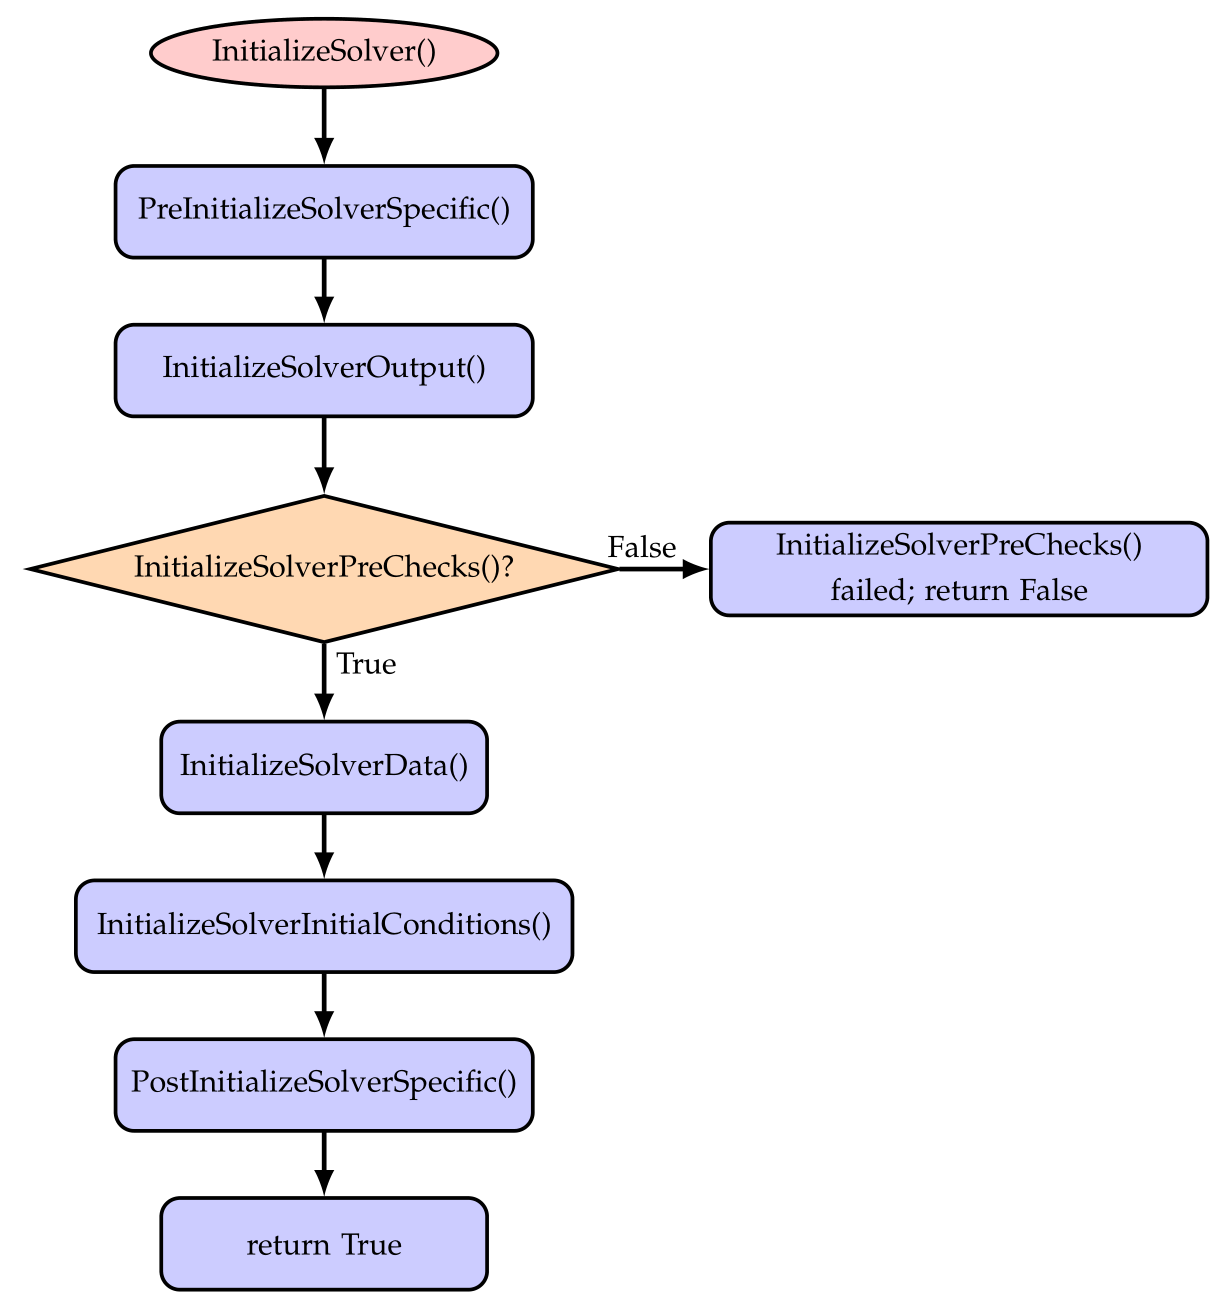 InitializeSolver()
PreInitializeSolverSpecific()
InitializeSolverOutput()
InitializeSolverPreChecks()?
False
InitializeSolverPreChecks()
failed; return False
True
InitializeSolverData()
InitializeSolverInitialConditions()
PostInitializeSolverSpecific()
return True